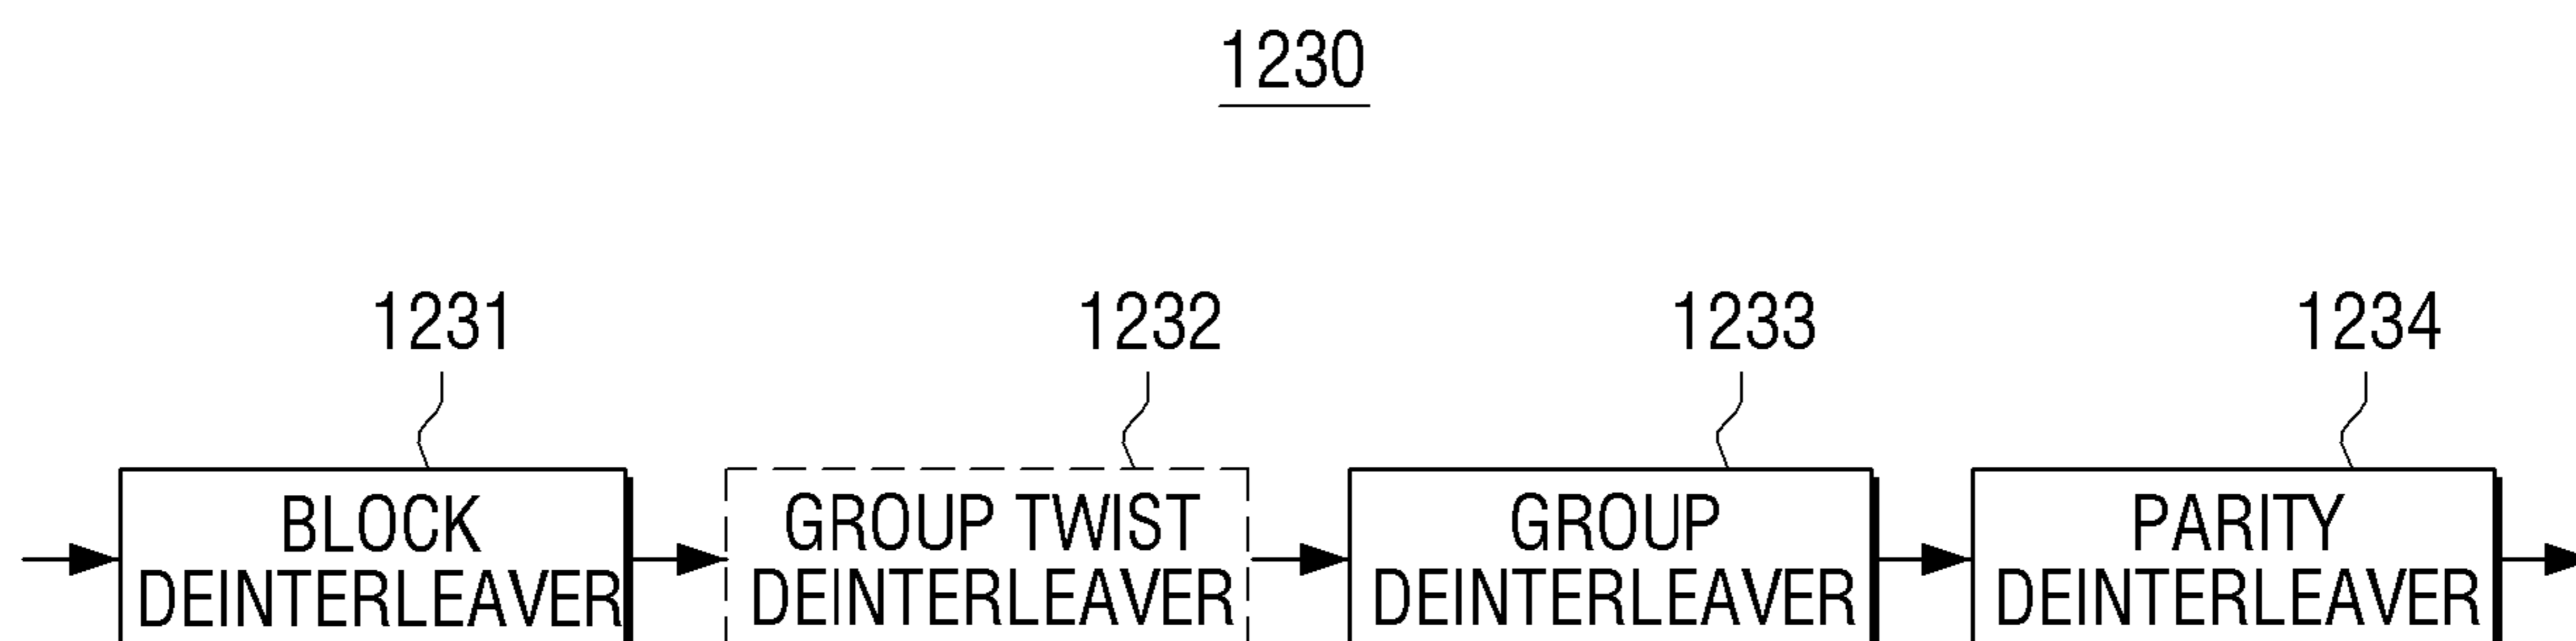 1230
1231 1232 1233 1234
BLOCK GROUP TWIST GROUP PARITY
DEINTERLEAVER DEINTERLEAVER DEINTERLEAVER DEINTERLEAVER